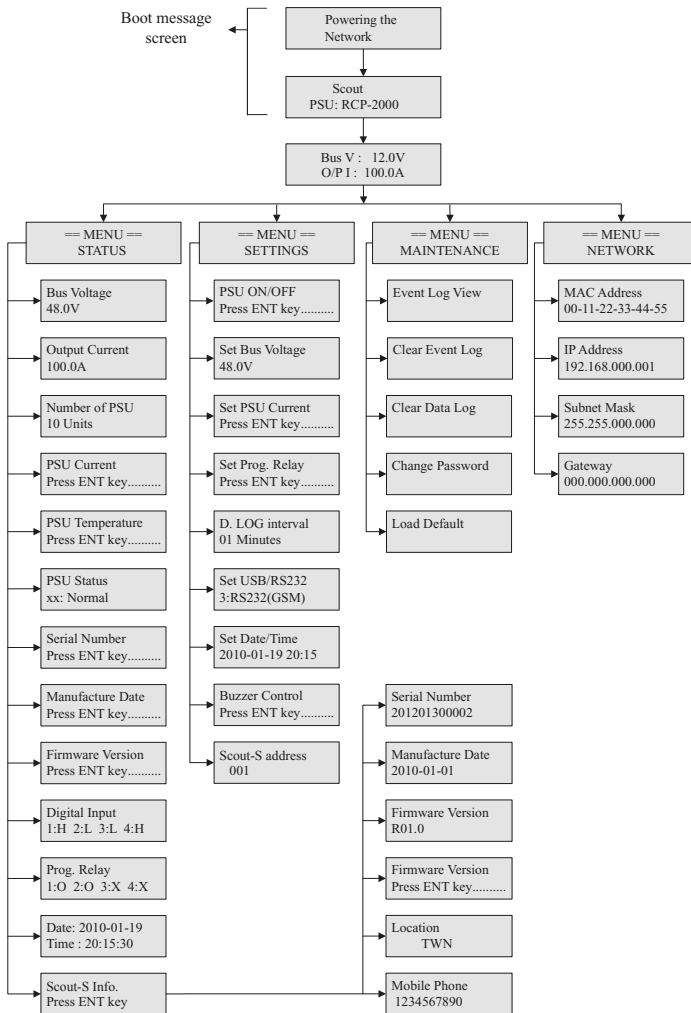 Boot message
screen
Powering the
Network
Scout
PSU: RCP-2000
Bus V : 12.0V
O/P I : 100.0A
== MENU ==
STATUS
Bus Voltage
48.0V
Output Current
100.0A
Number of PSU
10 Units
PSU Current
Press ENT key..........
PSU Temperature
Press ENT key..........
PSU Status
xx: Normal
Serial Number
Press ENT key..........
Manufacture Date
Press ENT key..........
Firmware Version
Press ENT key..........
Digital Input
1:H 2:L 3:L 4:H
Prog. Relay
1:O 2:O 3:X 4:X
Date: 2010-01-19
Time : 20:15:30
Scout-S Info.
Press ENT key
== MENU ==
SETTINGS
PSU ON/OFF
Press ENT key..........
Set Bus Voltage
48.0V
Set PSU Current
Press ENT key..........
Set Prog. Relay
Press ENT key..........
D. LOG interval
01 Minutes
Set USB/RS232
3:RS232(GSM)
Set Date/Time
2010-01-19 20:15
Buzzer Control
Press ENT key..........
Scout-S address
001
== MENU ==
MAINTENANCE
Event Log View
Clear Event Log
Clear Data Log
Change Password
Load Default
== MENU ==
NETWORK
MAC Address
00-11-22-33-44-55
IP Address
192.168.000.001
Subnet Mask
255.255.000.000
Gateway
000.000.000.000
Serial Number
201201300002
Manufacture Date
2010-01-01
Firmware Version
R01.0
Firmware Version
Press ENT key..........
Location
TWN
Mobile Phone
1234567890